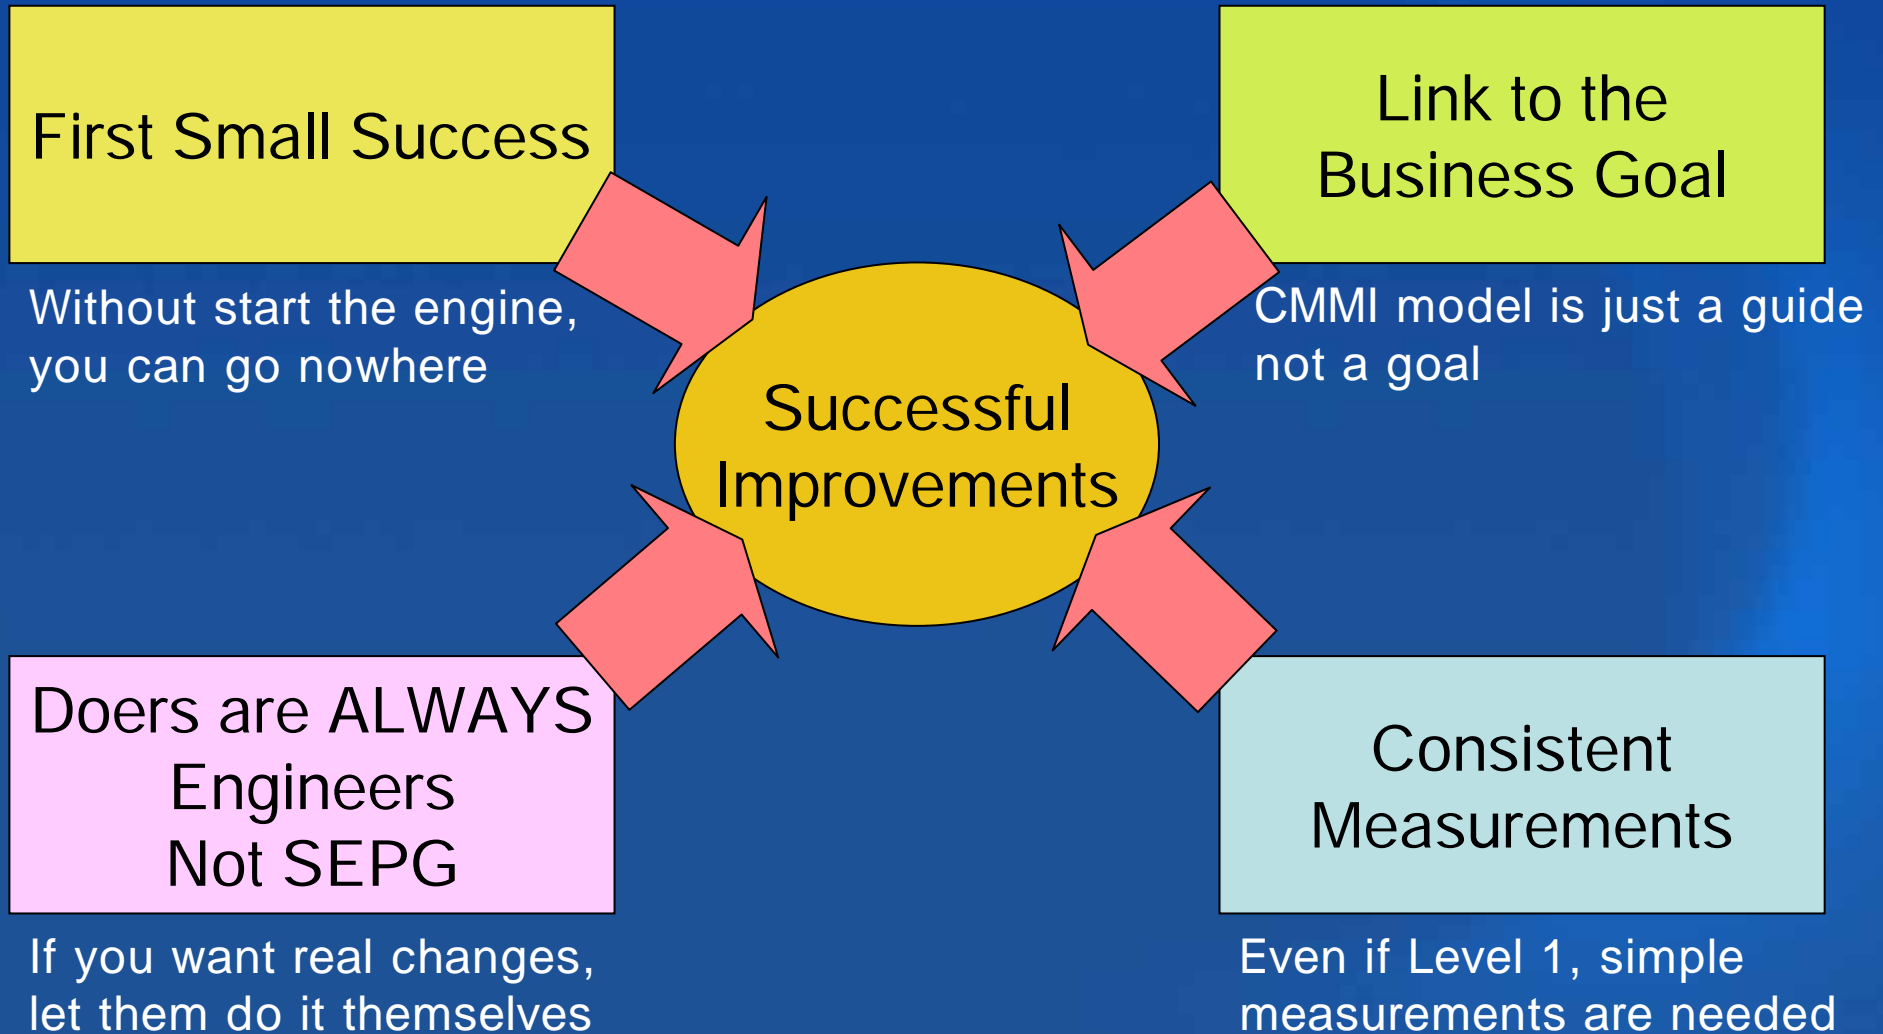 First Small Success
Without start the engine,
you can go nowhere
Link to the
Business Goal
CMMI model is just a guide
not a goal
Successful
Improvements
Doers are ALWAYS
Engineers
Not SEPG
If you want real changes,
let them do it themselves
Consistent
Measurements
Even if Level 1, simple
measurements are needed